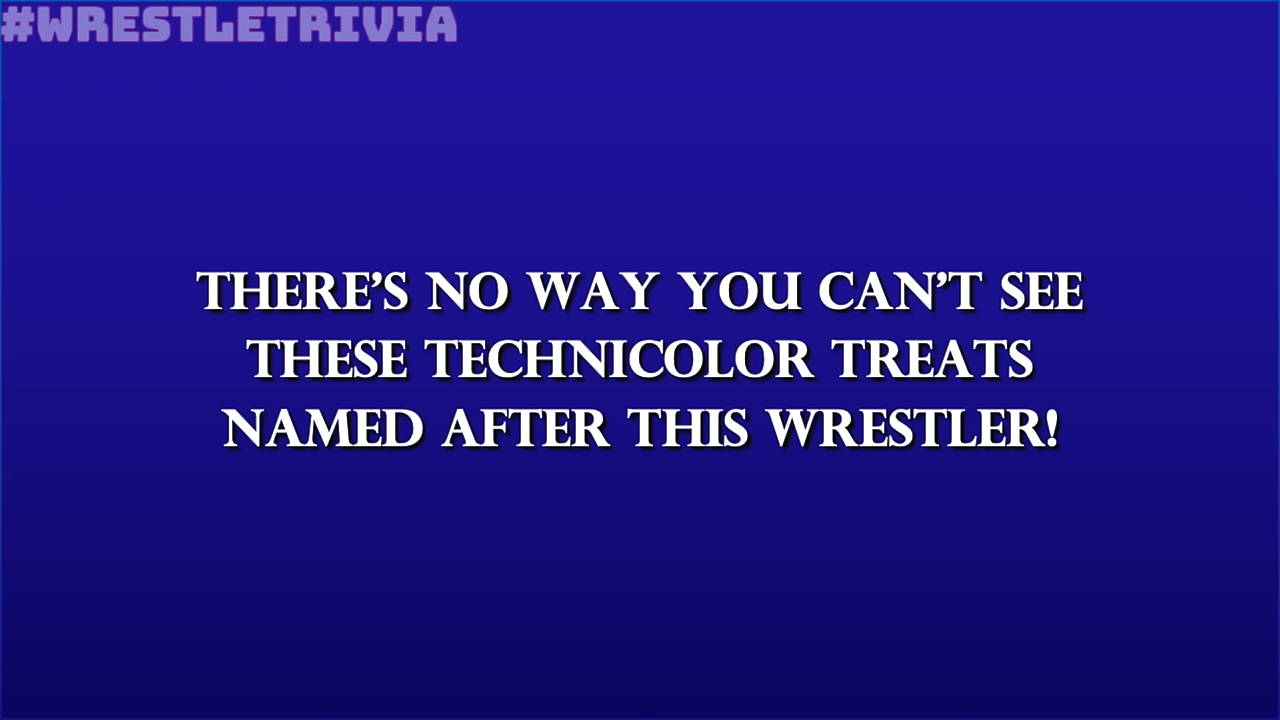 #WRESTLETRIVIA
THERE'S NO WAY YOU CAN'T SEE
THESE TECHNICOLOR TREATS
NAMED AFTER THIS WRESTLER!